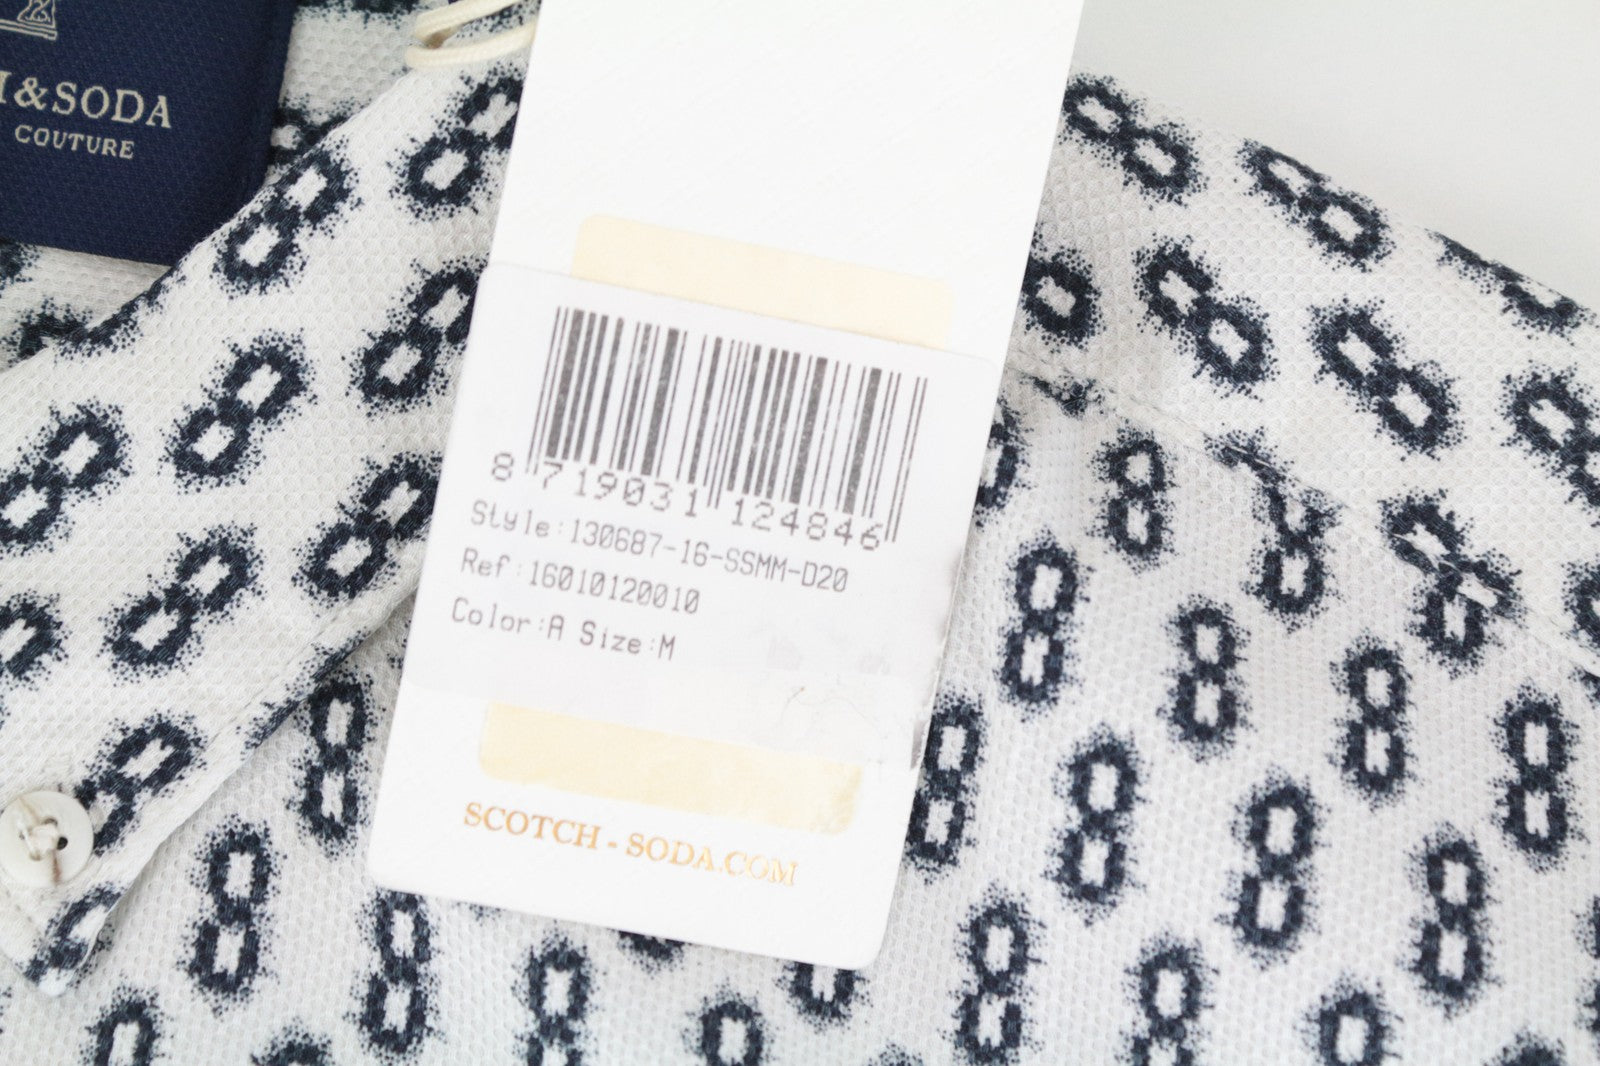 &SODA
COUTURE
8 719031 124846
Style:130687-16-SSMM-D20
Ref:16010120010
Color:A Size:M
SCOTCH - SODA.COM